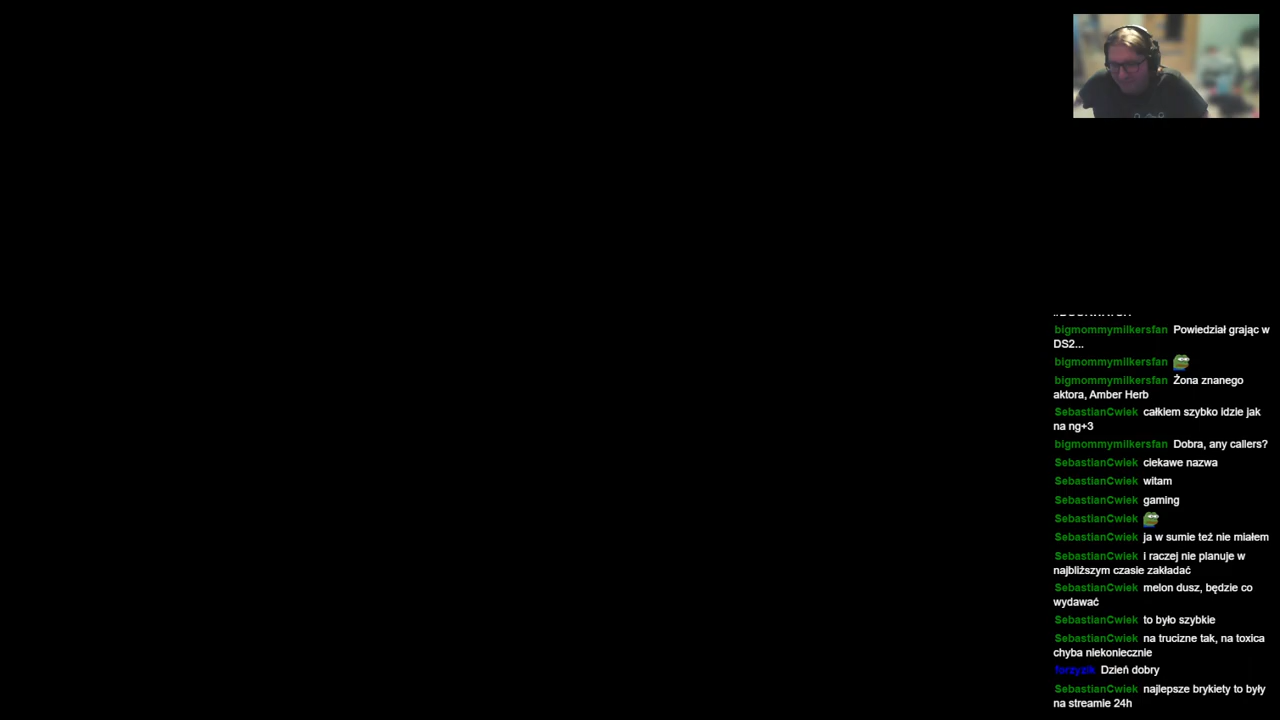 bigmommymilkersfan Powiedział grając w
DS2...
bigmommymilkersfan
bigmommymilkersfan Żona znanego
aktora, Amber Herb
SebastianCwiek całkiem szybko idzie jak
na ng+3
bigmommymilkersfan Dobra, any callers?
SebastianCwiek ciekawe nazwa
SebastianCwiek witam
SebastianCwiek gaming
SebastianCwiek
SebastianCwiek ja w sumie też nie miałem
SebastianCwiek i raczej nie planuje w
najbliższym czasie zakładać
SebastianCwiek melon dusz, będzie co
wydawać
SebastianCwiek to było szybkie
SebastianCwiek na trucizne tak, na toxica
chyba niekoniecznie
Dzień dobry
SebastianCwiek najlepsze brykiety to były
na streamie 24h